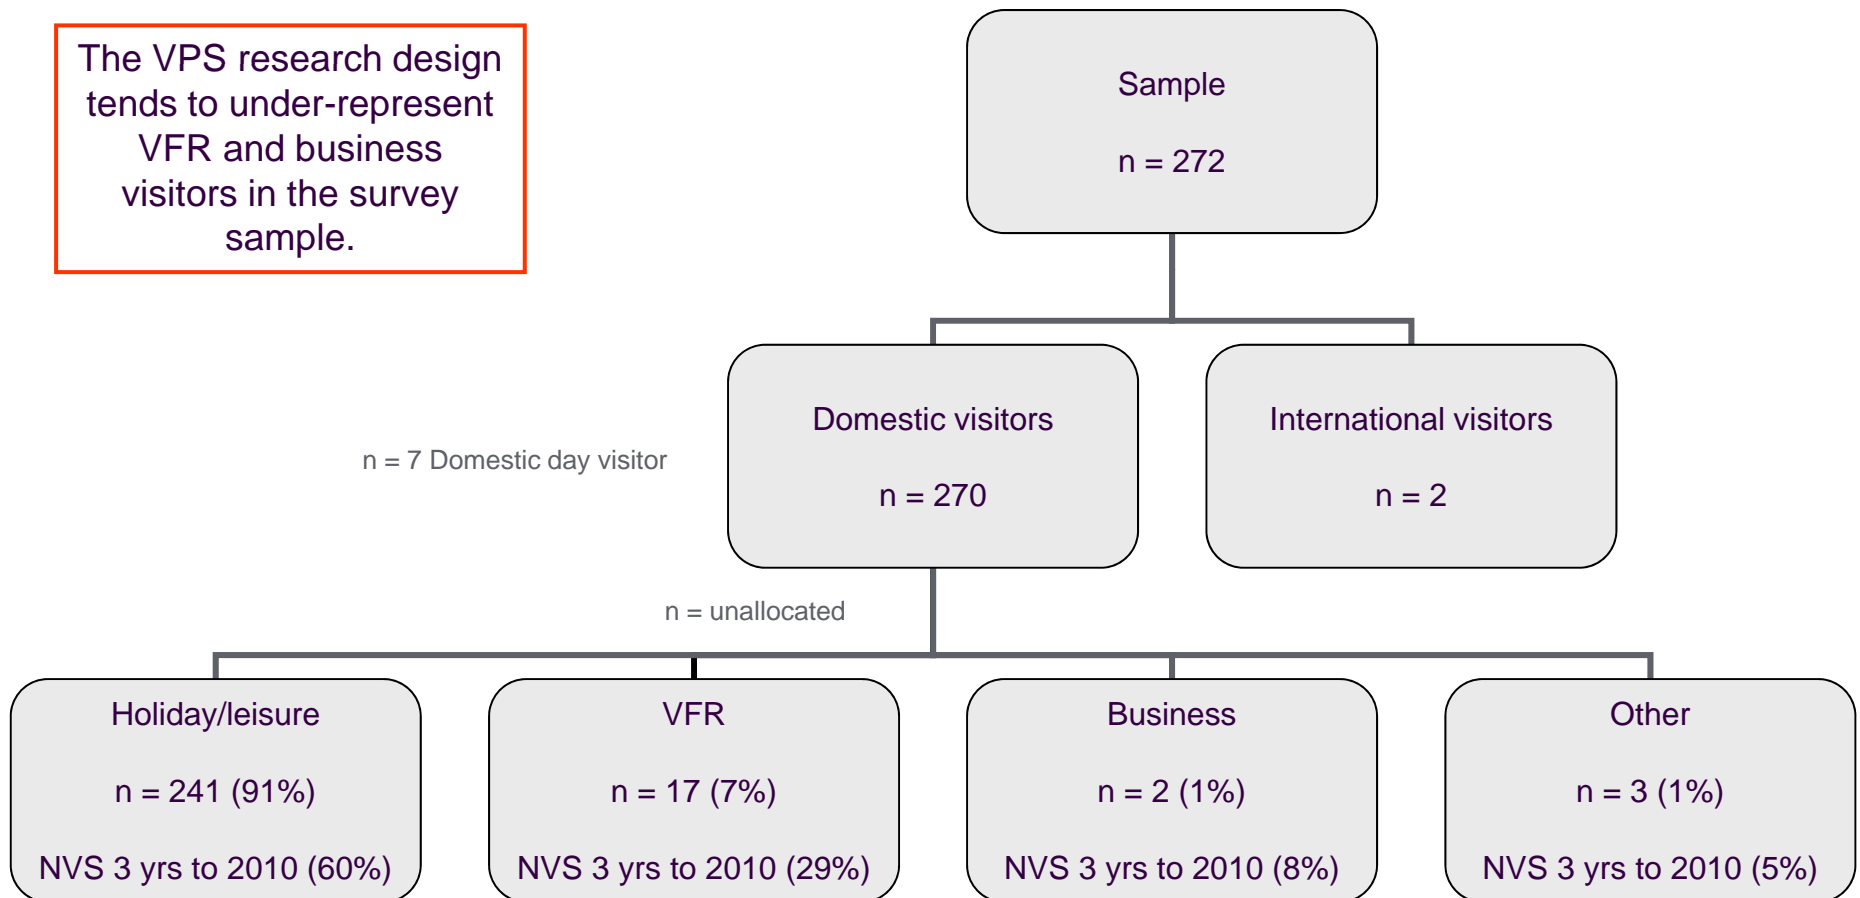 The VPS research design
tends to under-represent
VFR and business
visitors in the survey
sample.
Sample
n = 272
Domestic visitors
n = 270
International visitors
n = 2
n = 7 Domestic day visitor
n = unallocated
Holiday/leisure
n = 241 (91%)
NVS 3 yrs to 2010 (60%)
VFR
n = 17 (7%)
NVS 3 yrs to 2010 (29%)
Business
n = 2 (1%)
NVS 3 yrs to 2010 (8%)
Other
n = 3 (1%)
NVS 3 yrs to 2010 (5%)